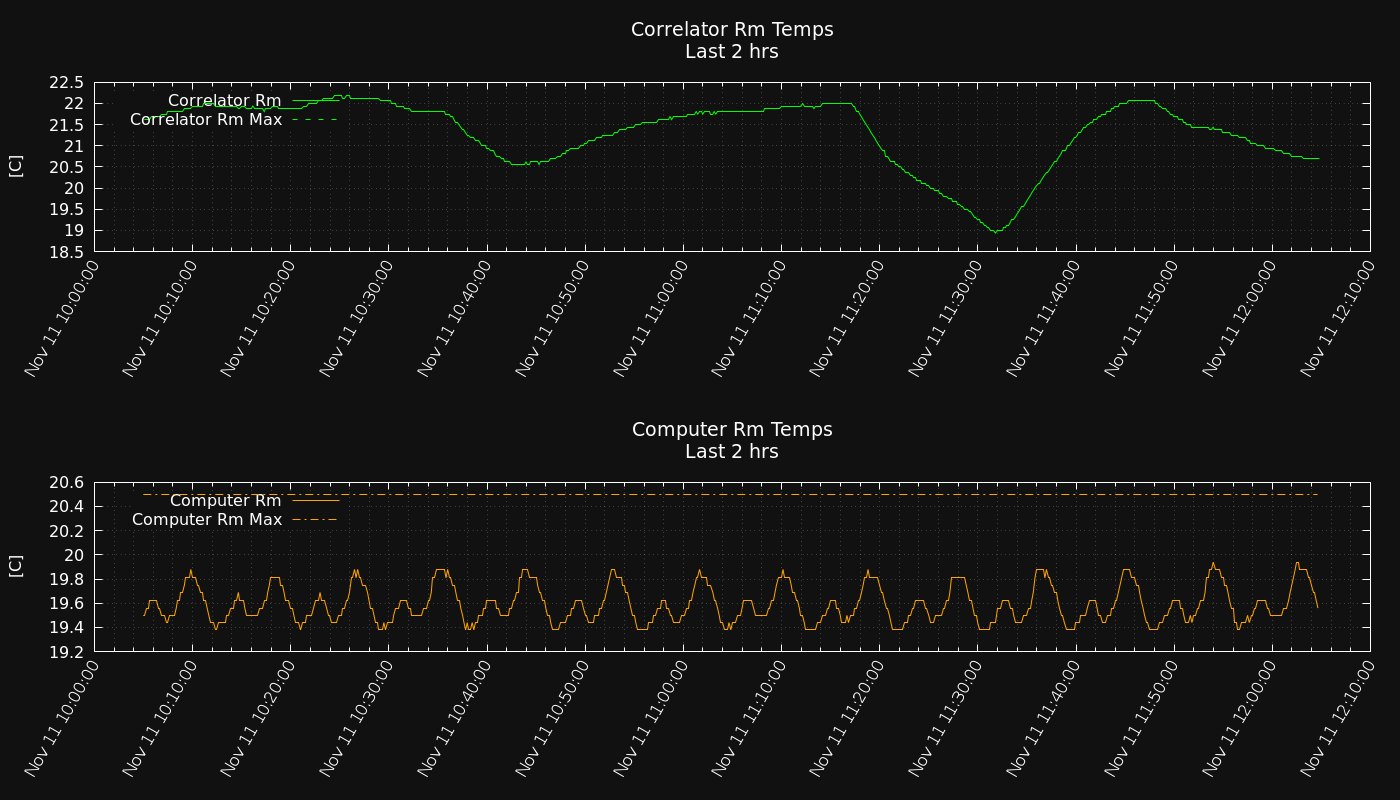 Correlator Rm Temps
Last 2 hrs
22.5
22
21.5
21
20.5
20
19.5
19
18.5
[C]
Correlator Rm
Correlator Rm Max
Nov 11 10:00:00
Nov 11 10:10:00
Nov 11 10:20:00
Nov 11 10:30:00
Nov 11 10:40:00
Nov 11 10:50:00
Nov 11 11:00:00
Nov 11 11:10:00
Nov 11 11:20:00
Nov 11 11:30:00
Nov 11 11:40:00
Nov 11 11:50:00
Nov 11 12:00:00
Nov 11 12:10:00
Computer Rm Temps
Last 2 hrs
20.6
20.4
20.2
20
19.8
19.6
19.4
19.2
[C]
Computer Rm
Computer Rm Max
Nov 11 10:00:00
Nov 11 10:10:00
Nov 11 10:20:00
Nov 11 10:30:00
Nov 11 10:40:00
Nov 11 10:50:00
Nov 11 11:00:00
Nov 11 11:10:00
Nov 11 11:20:00
Nov 11 11:30:00
Nov 11 11:40:00
Nov 11 11:50:00
Nov 11 12:00:00
Nov 11 12:10:00